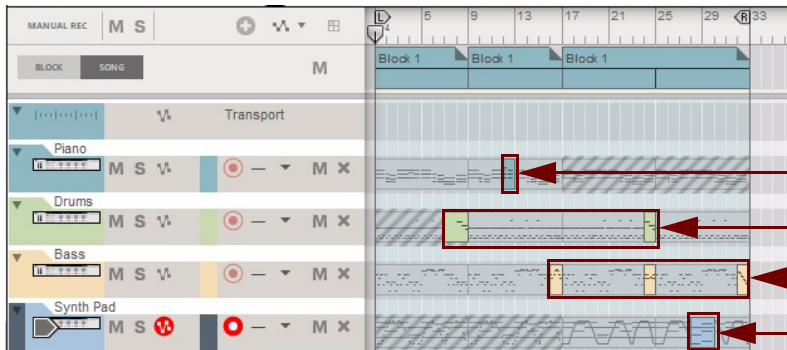 MANUAL REC M S
L 5 9 13 17 21 25 29 R 33
4
BLOCK SONG M
Block 1 Block 1 Block 1
Transport
Piano
M S M
Drums
M S M
Bass
M S M
Synth Pad
M S M